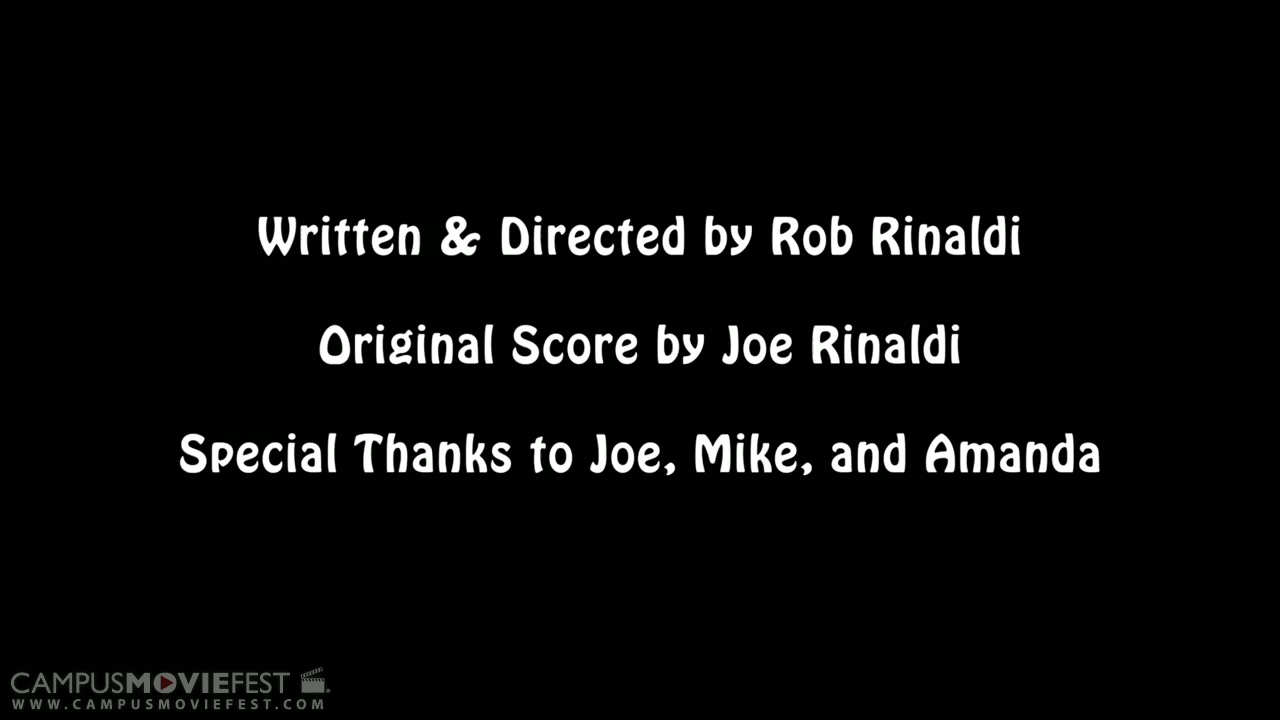 Written & Directed by Rob Rinaldi
Original Score by Joe Rinaldi
Special Thanks to Joe, Mike, and Amanda
CAMPUSMOVIEFEST
WWW.CAMPUSMOVIEFEST.COM